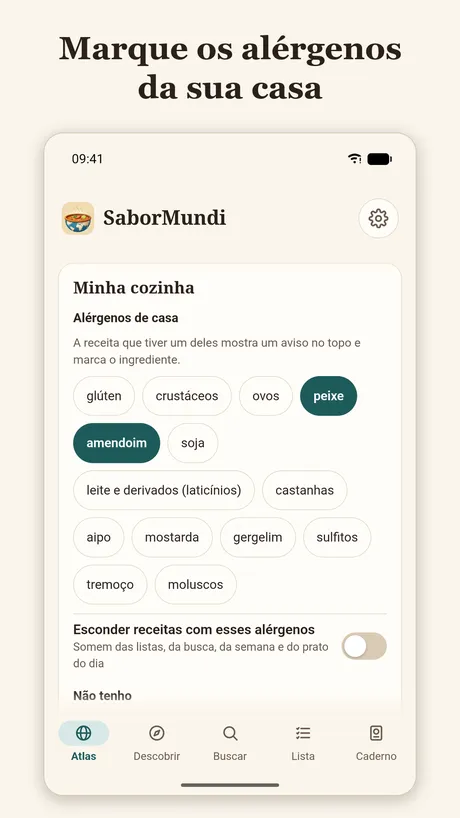 Marque os alérgenos
da sua casa
09:41
SaborMundi
Minha cozinha
Alérgenos de casa
A receita que tiver um deles mostra um aviso no topo e
marca o ingrediente.
glúten
crustáceos
ovos
peixe
amendoim
soja
leite e derivados (laticínios)
castanhas
aipo
mostarda
gergelim
sulfitos
tremoço
moluscos
Esconder receitas com esses alérgenos
Somem das listas, da busca, da semana e do prato
do dia
Não tenho
Atlas
Descobrir
Buscar
Lista
Caderno